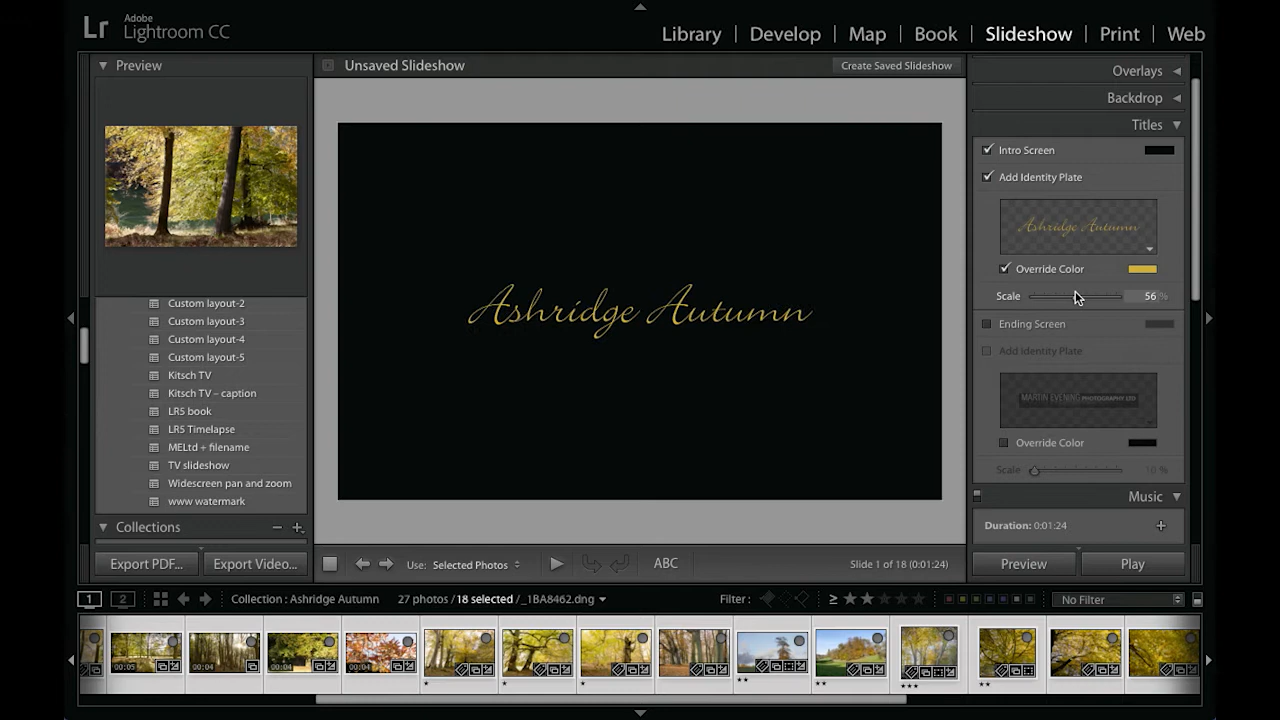 Lr Adobe Lightroom CC
Library | Develop | Map | Book | Slideshow | Print | Web
Preview
Unsaved Slideshow
Create Saved Slideshow
Overlays
Backdrop
Titles
Intro Screen
Add Identity Plate
Ashridge Autumn
Override Color
Scale 56 %
Ending Screen
Add Identity Plate
MARTIN EVENING PHOTOGRAPHY LTD
Override Color
Scale 10 %
Music
Duration: 0:01:24
Ashridge Autumn
Custom layout-2
Custom layout-3
Custom layout-4
Custom layout-5
Kitsch TV
Kitsch TV – caption
LR5 book
LR5 Timelapse
MELtd + filename
TV slideshow
Widescreen pan and zoom
www watermark
Collections
Export PDF...
Export Video...
Use: Selected Photos
ABC
Slide 1 of 18 (0:01:24)
Preview
Play
1
2
Collection : Ashridge Autumn
27 photos / 18 selected / _1BA8462.dng
Filter :
No Filter
00:05
00:04
00:04
00:04